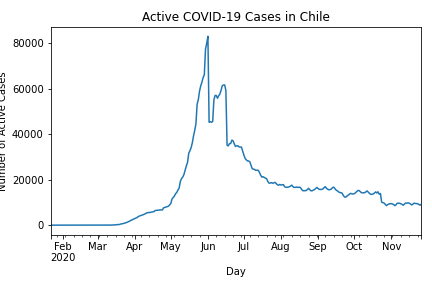 Active COVID-19 Cases in Chile
Number of Active Cases
80000
60000
40000
20000
0
Feb Mar Apr May Jun Jul Aug Sep Oct Nov
2020
Day